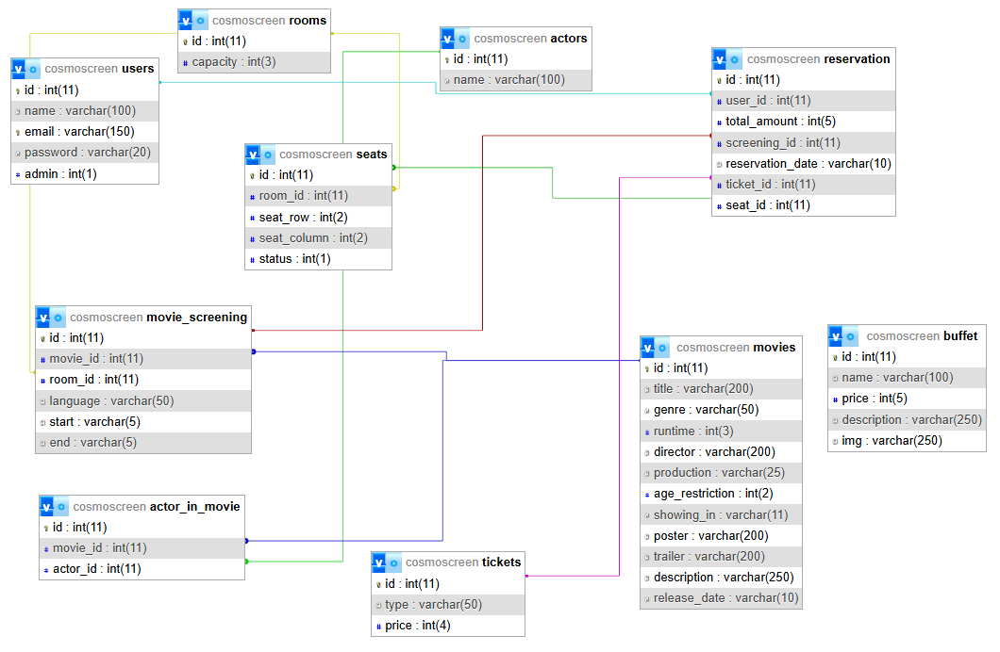 cosmoscreen rooms
id : int(11)
capacity : int(3)
cosmoscreen actors
id : int(11)
name : varchar(100)
cosmoscreen users
id : int(11)
name : varchar(100)
email : varchar(150)
password : varchar(20)
admin : int(1)
cosmoscreen reservation
id : int(11)
user_id : int(11)
total_amount : int(5)
screening_id : int(11)
reservation_date : varchar(10)
ticket_id : int(11)
seat_id : int(11)
cosmoscreen seats
id : int(11)
room_id : int(11)
seat_row : int(2)
seat_column : int(2)
status : int(1)
cosmoscreen movie_screening
id : int(11)
movie_id : int(11)
room_id : int(11)
language : varchar(50)
start : varchar(5)
end : varchar(5)
cosmoscreen movies
id : int(11)
title : varchar(200)
genre : varchar(50)
runtime : int(3)
director : varchar(200)
production : varchar(25)
age_restriction : int(2)
showing_in : varchar(11)
poster : varchar(200)
trailer : varchar(200)
description : varchar(250)
release_date : varchar(10)
cosmoscreen buffet
id : int(11)
name : varchar(100)
price : int(5)
description : varchar(250)
img : varchar(250)
cosmoscreen actor_in_movie
id : int(11)
movie_id : int(11)
actor_id : int(11)
cosmoscreen tickets
id : int(11)
type : varchar(50)
price : int(4)